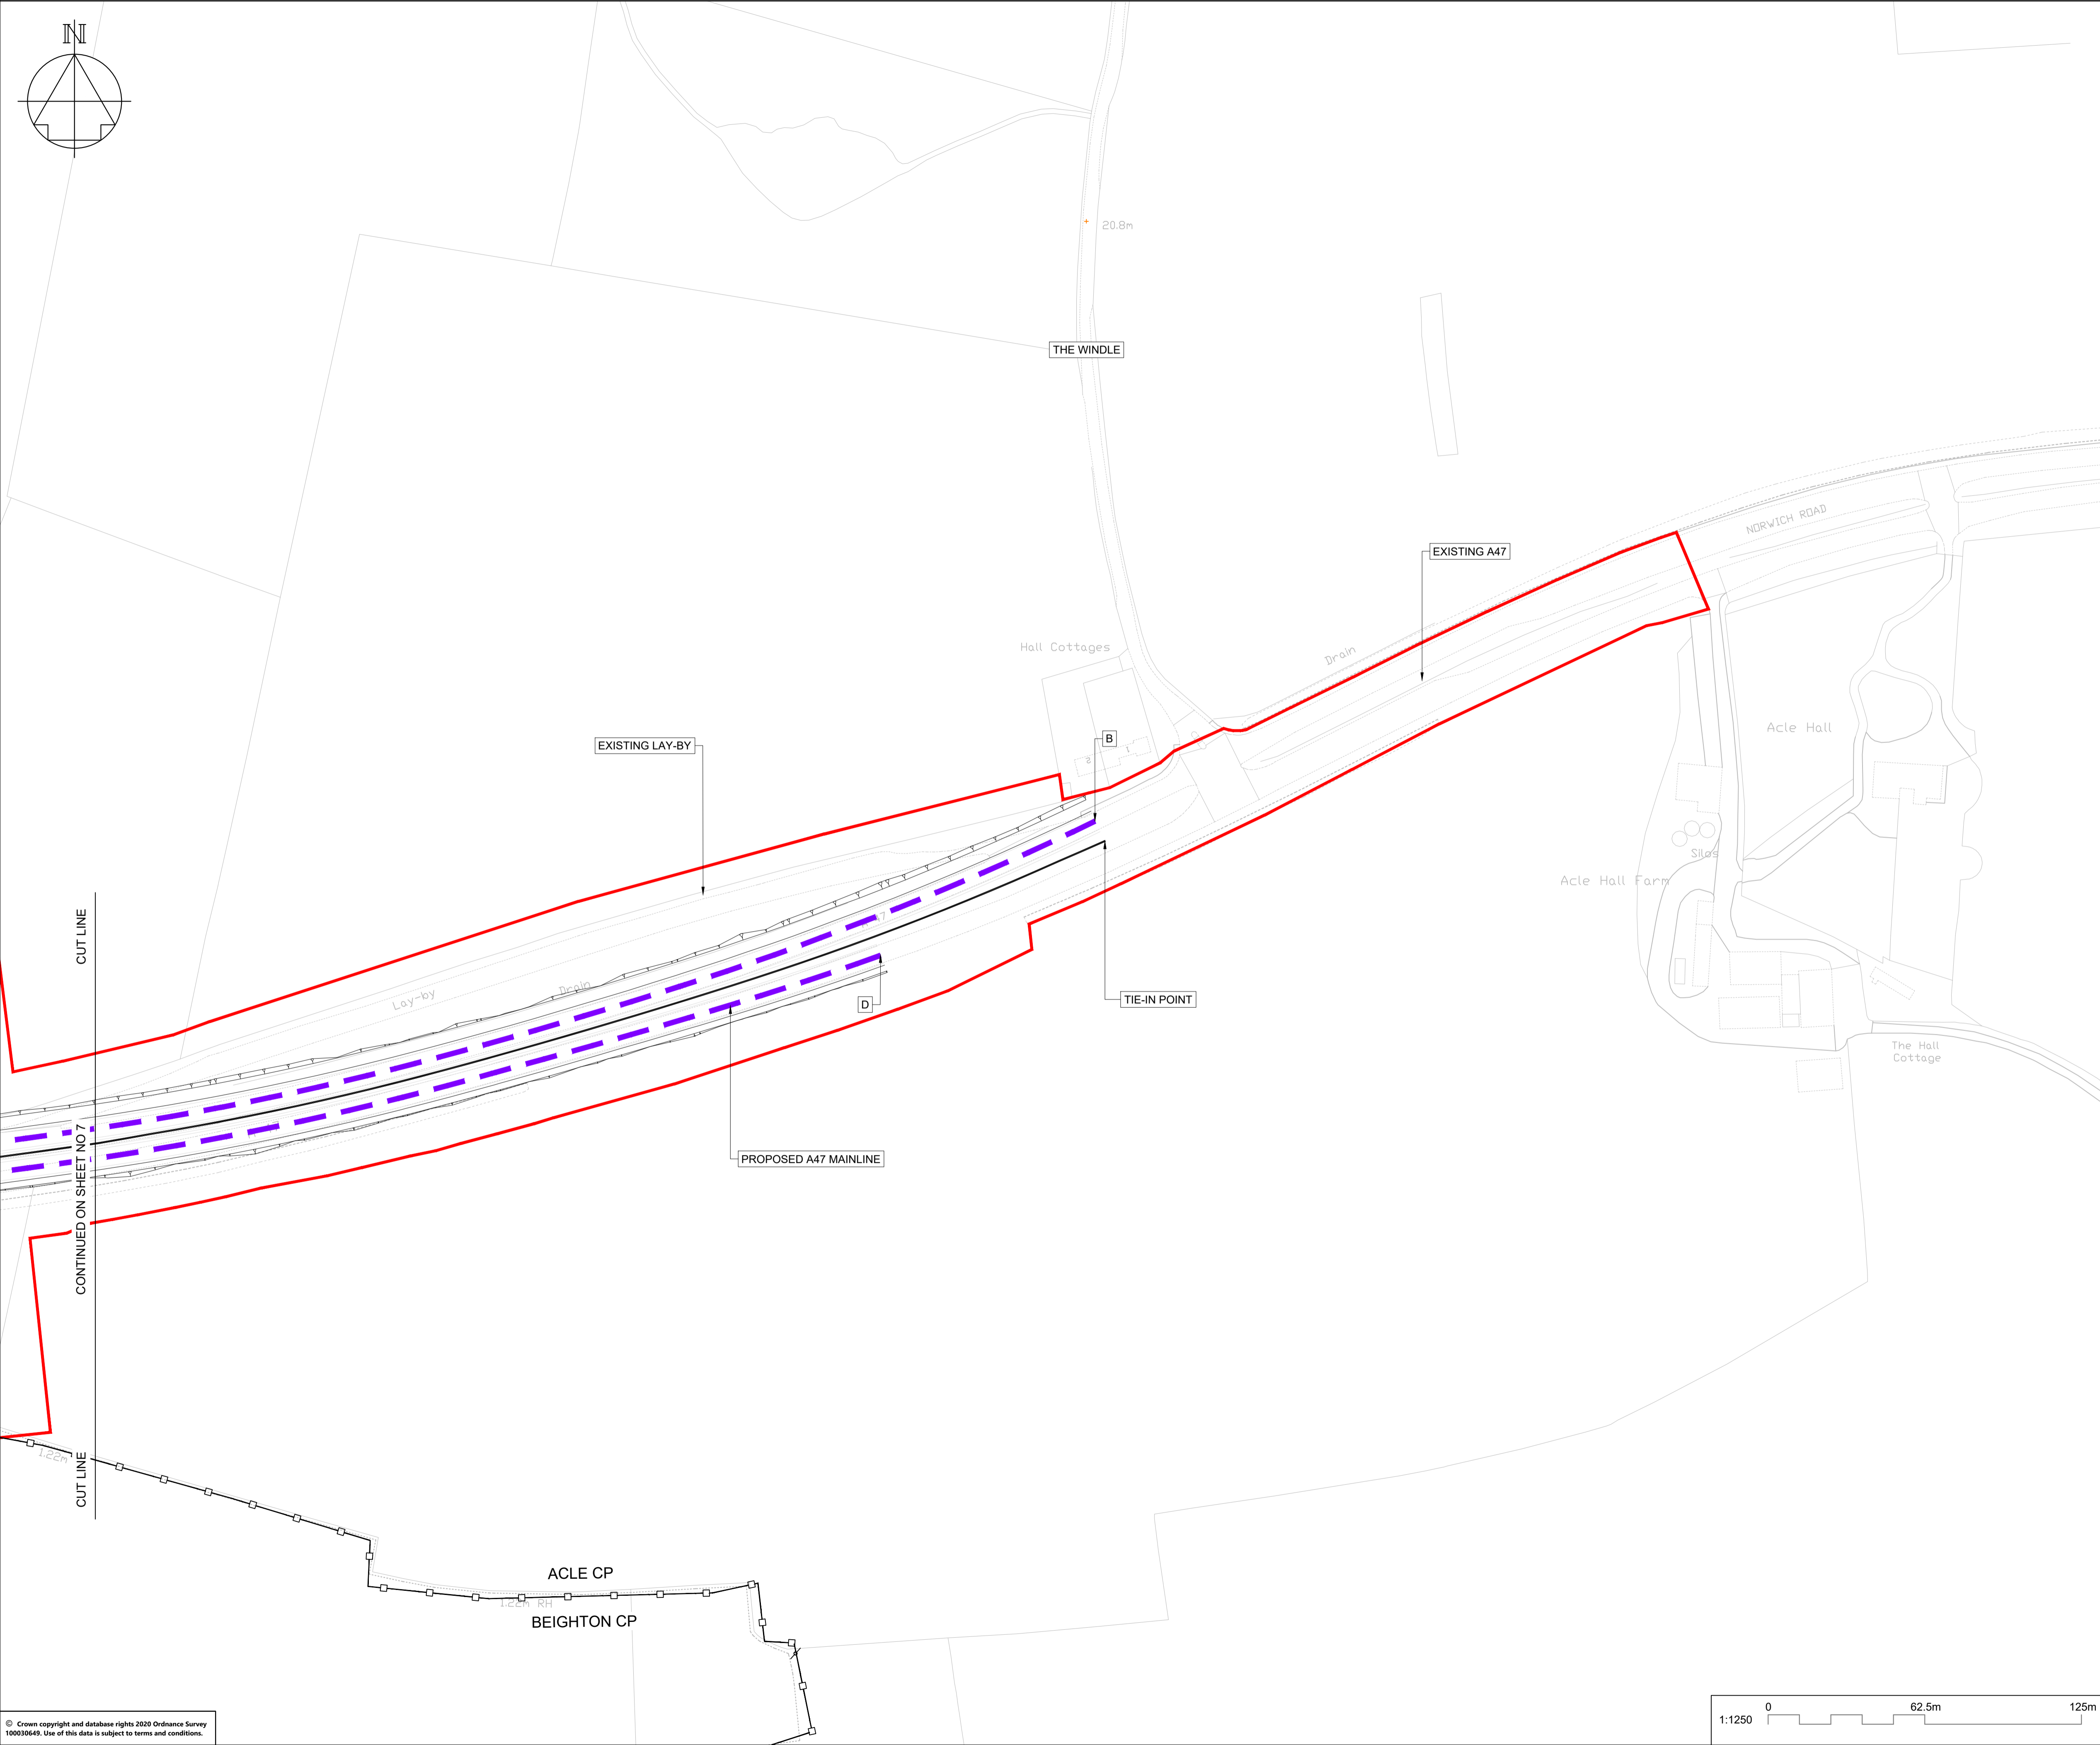 N
20.8m
THE WINDLE
NORWICH ROAD
EXISTING A47
Hall Cottages
Drain
Acle Hall
B
EXISTING LAY-BY
1
2
Silos
Acle Hall Farm
CUT LINE
A47
Drain
Lay-by
D
TIE-IN POINT
The Hall
Cottage
PROPOSED A47 MAINLINE
CONTINUED ON SHEET NO 7
CUT LINE
1.22m
ACLE CP
1.22m RH
BEIGHTON CP
© Crown copyright and database rights 2020 Ordnance Survey
100030649. Use of this data is subject to terms and conditions.
0 62.5m 125m
1:1250